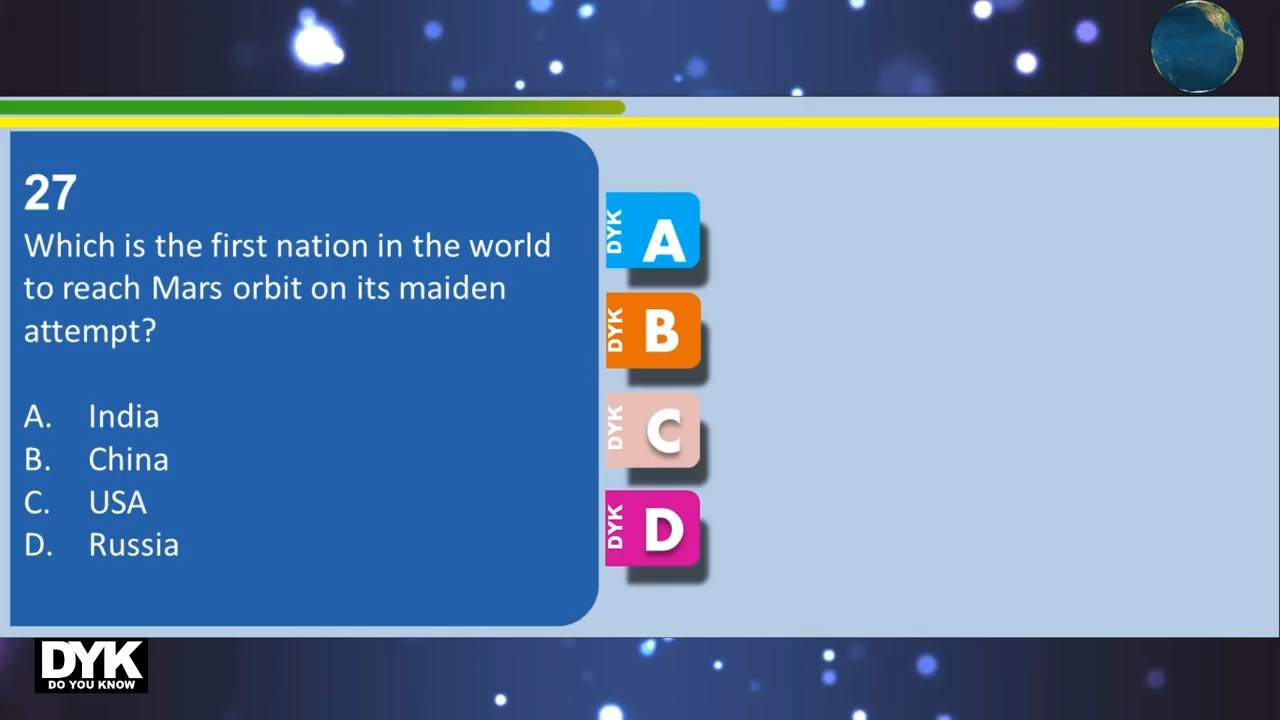 27
Which is the first nation in the world
to reach Mars orbit on its maiden
attempt?
A. India
B. China
C. USA
D. Russia
DYK A
DYK B
DYK C
DYK D
DYK
DO YOU KNOW